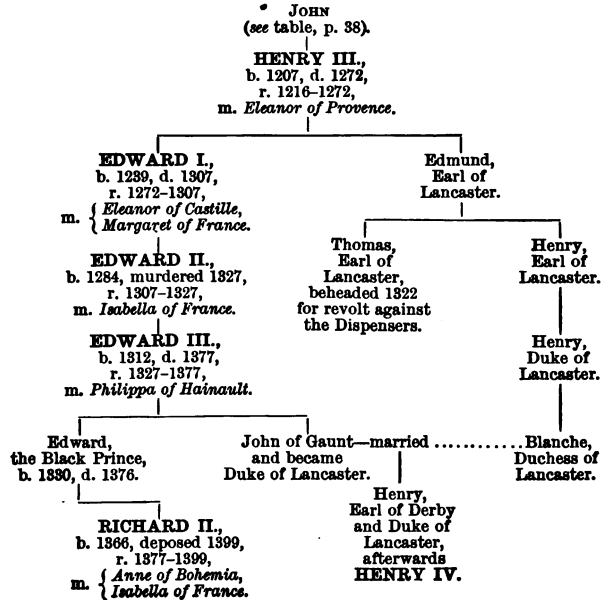 JOHN
(see table, p. 38).
HENRY III.,
b. 1207, d. 1272,
r. 1216–1272,
m. Eleanor of Provence.
EDWARD I.,
b. 1239, d. 1307,
r. 1272–1307,
m. { Eleanor of Castille,
Margaret of France.
Edmund,
Earl of
Lancaster.
EDWARD II.,
b. 1284, murdered 1327,
r. 1307–1327,
m. Isabella of France.
Thomas,
Earl of
Lancaster,
beheaded 1322
for revolt against
the Dispensers.
Henry,
Earl of
Lancaster.
EDWARD III.,
b. 1312, d. 1377,
r. 1327–1377,
m. Philippa of Hainault.
Henry,
Duke of
Lancaster.
Edward,
the Black Prince,
b. 1330, d. 1376.
John of Gaunt—married ............ Blanche,
and became
Duke of Lancaster.
Duchess of
Lancaster.
Henry,
Earl of Derby
and Duke of
Lancaster,
afterwards
HENRY IV.
RICHARD II.,
b. 1366, deposed 1399,
r. 1377–1399,
m. { Anne of Bohemia,
Isabella of France.